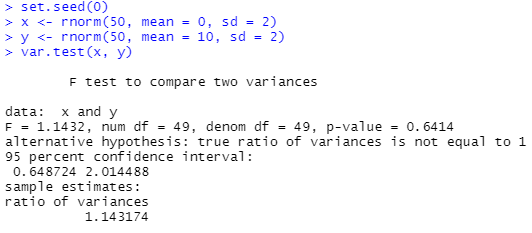 > set.seed(0)
> x <- rnorm(50, mean = 0, sd = 2)
> y <- rnorm(50, mean = 10, sd = 2)
> var.test(x, y)
F test to compare two variances
data:  x and y
F = 1.1432, num df = 49, denom df = 49, p-value = 0.6414
alternative hypothesis: true ratio of variances is not equal to 1
95 percent confidence interval:
0.648724 2.014488
sample estimates:
ratio of variances
1.143174